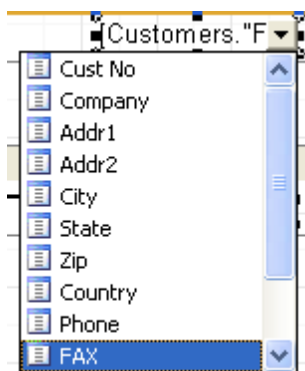 [Customers."F
Cust No
Company
Addr1
Addr2
City
State
Zip
Country
Phone
FAX